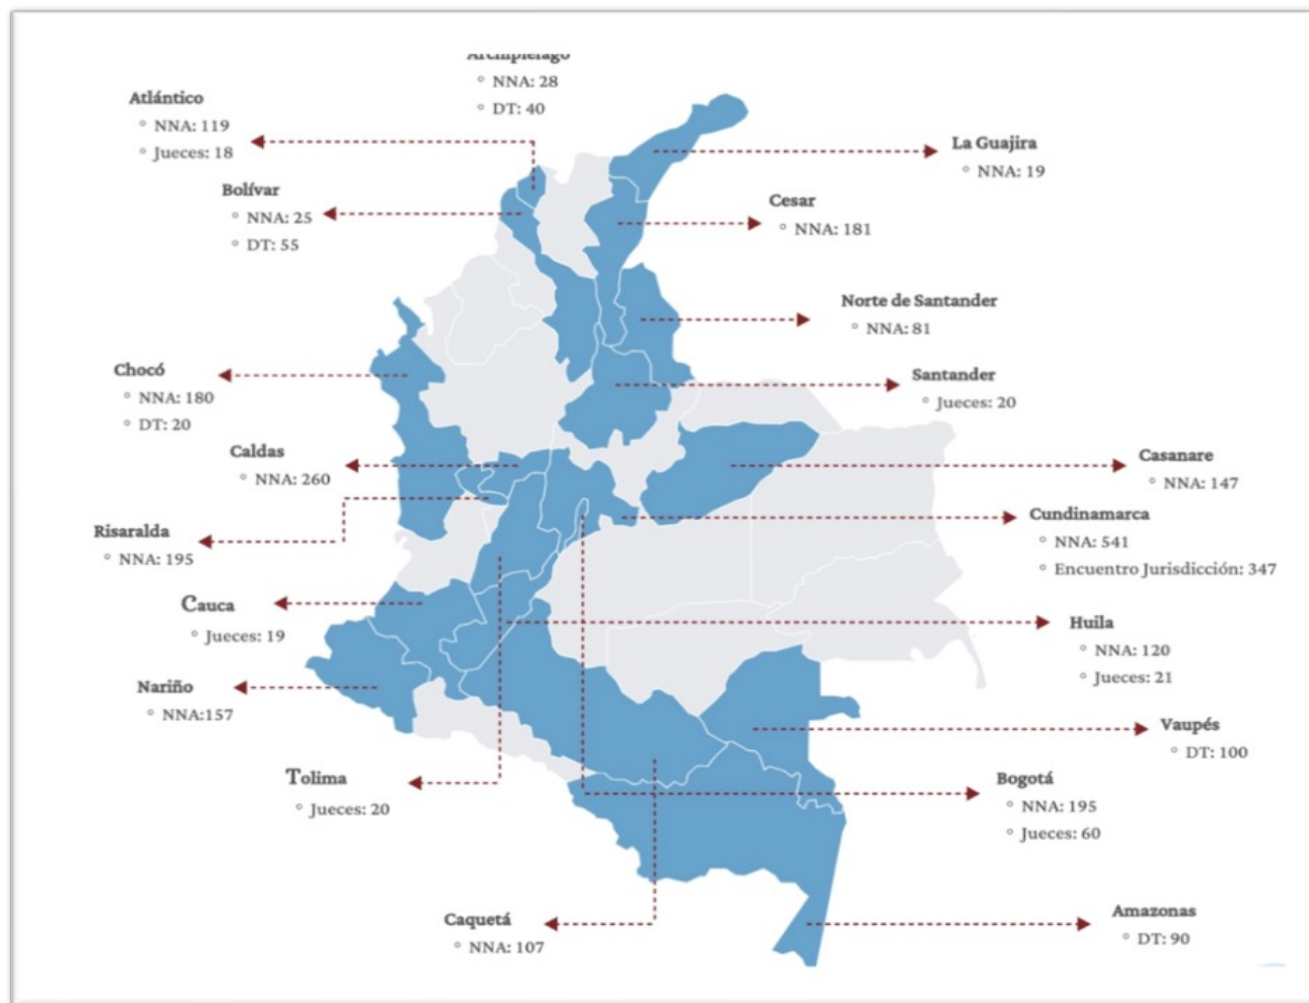 Archipiélago
◦ NNA: 28
◦ DT: 40
Atlántico
◦ NNA: 119
◦ Jueces: 18
La Guajira
◦ NNA: 19
Bolívar
◦ NNA: 25
◦ DT: 55
Cesar
◦ NNA: 181
Norte de Santander
◦ NNA: 81
Chocó
◦ NNA: 180
◦ DT: 20
Santander
◦ Jueces: 20
Caldas
◦ NNA: 260
Casanare
◦ NNA: 147
Risaralda
◦ NNA: 195
Cundinamarca
◦ NNA: 541
◦ Encuentro Jurisdicción: 347
Cauca
◦ Jueces: 19
Huila
◦ NNA: 120
◦ Jueces: 21
Nariño
◦ NNA:157
Vaupés
◦ DT: 100
Tolima
◦ Jueces: 20
Bogotá
◦ NNA: 195
◦ Jueces: 60
Caquetá
◦ NNA: 107
Amazonas
◦ DT: 90